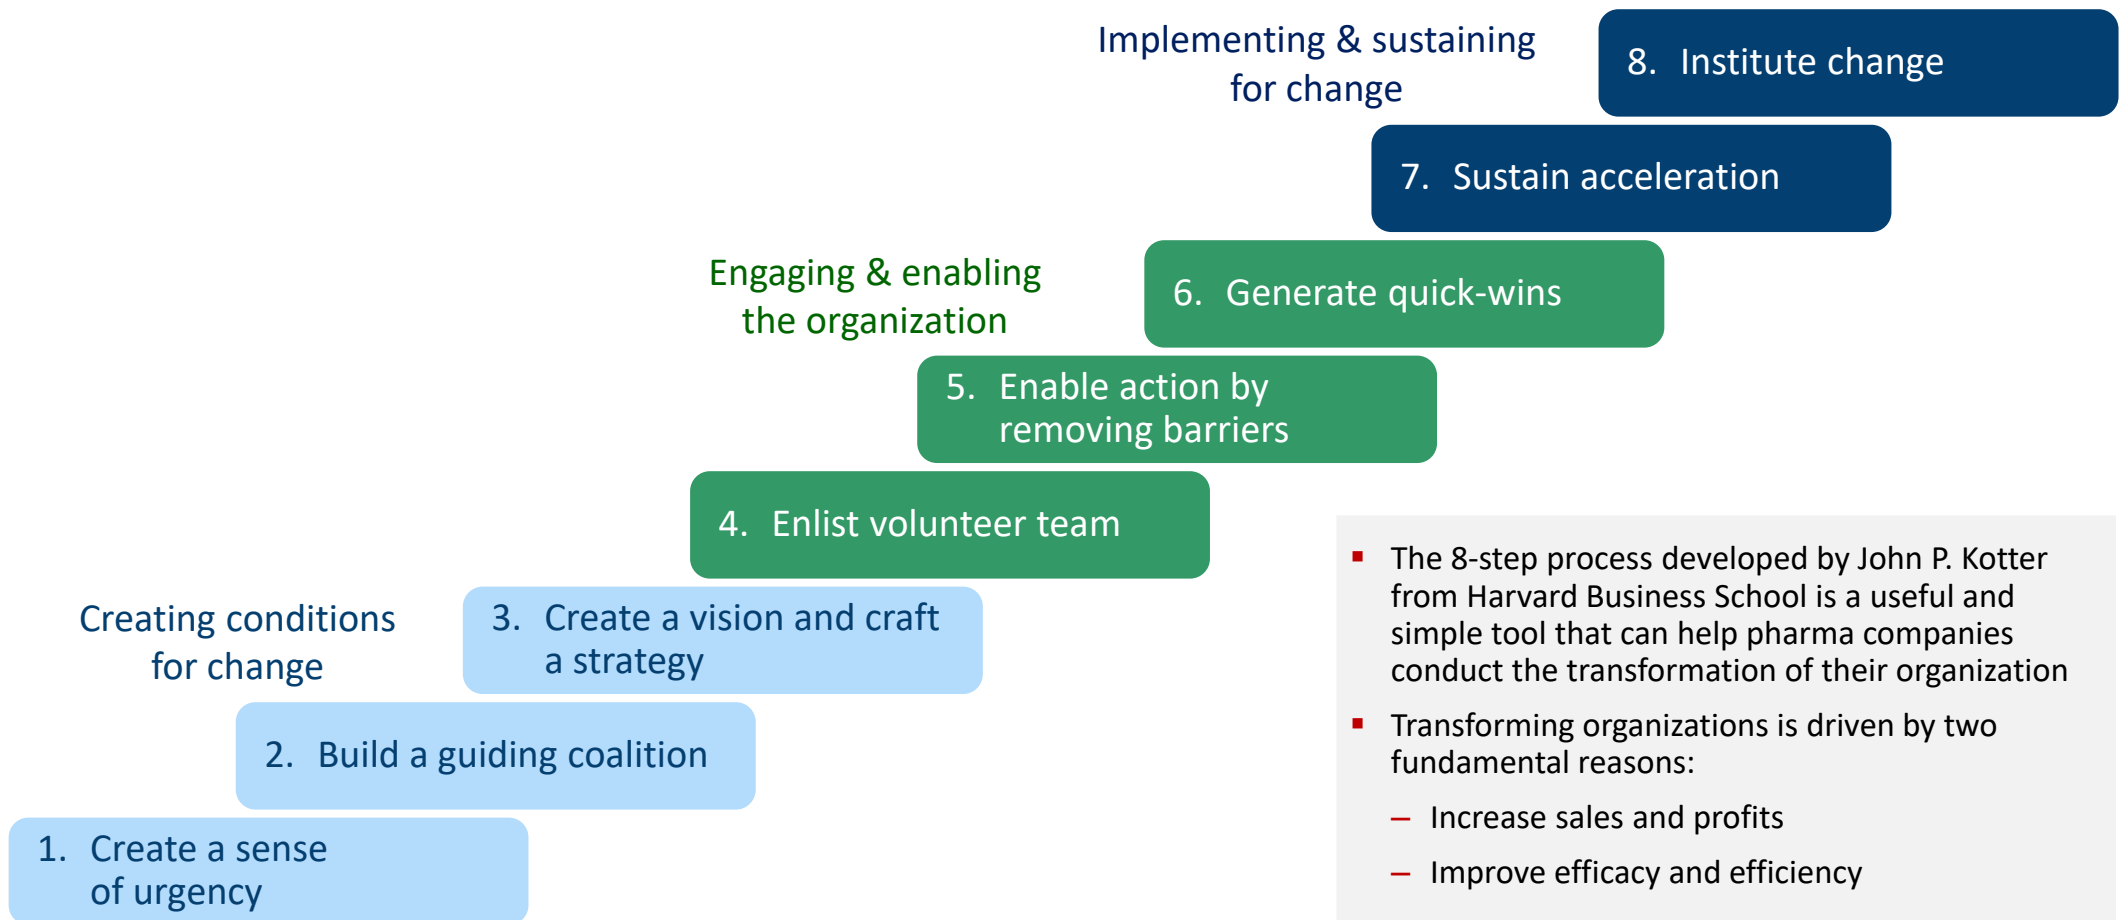 Implementing & sustaining
for change
8. Institute change
7. Sustain acceleration
Engaging & enabling
the organization
6. Generate quick-wins
5. Enable action by
removing barriers
4. Enlist volunteer team
Creating conditions
for change
3. Create a vision and craft
a strategy
2. Build a guiding coalition
1. Create a sense
of urgency
▪ The 8-step process developed by John P. Kotter
from Harvard Business School is a useful and
simple tool that can help pharma companies
conduct the transformation of their organization
▪ Transforming organizations is driven by two
fundamental reasons:
– Increase sales and profits
– Improve efficacy and efficiency